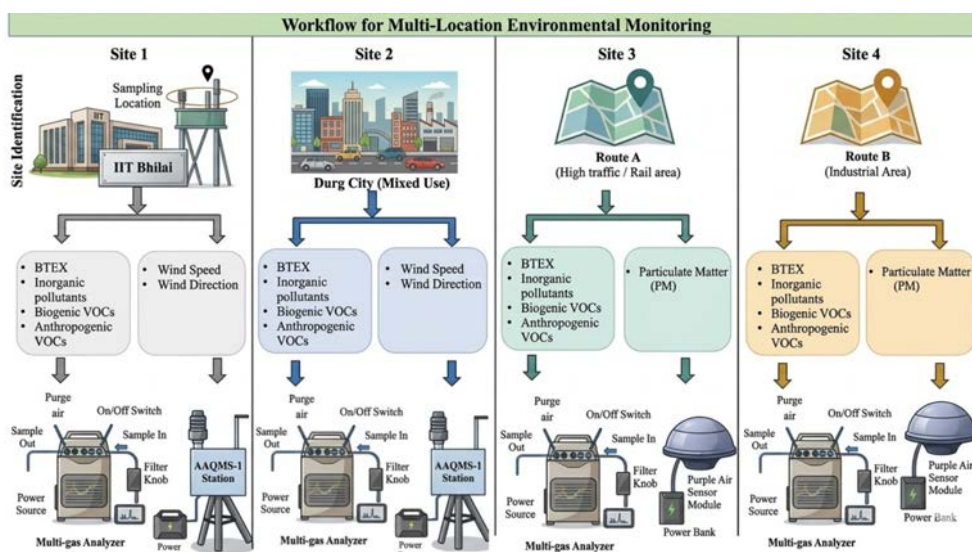 Workflow for Multi-Location Environmental Monitoring
Site Identification
Site 1
Sampling
Location
IIT
IIT Bhilai
BTEX
Inorganic
pollutants
Biogenic VOCs
Anthropogenic
VOCs
Wind Speed
Wind Direction
Purge
air
On/Off Switch
Sample
Out
Sample In
Filter
Knob
Power
Source
AAQMS-1
Station
Multi-gas Analyzer
Power
Site 2
Durg City (Mixed Use)
BTEX
Inorganic
pollutants
Biogenic VOCs
Anthropogenic
VOCs
Wind Speed
Wind Direction
Purge
air
On/Off Switch
Sample
Out
Sample In
Filter
Knob
Power
Source
AAQMS-1
Station
Multi-gas Analyzer
Power
Site 3
Route A
(High traffic / Rail area)
BTEX
Inorganic
pollutants
Biogenic VOCs
Anthropogenic
VOCs
Particulate Matter
(PM)
Purge
air
On/Off Switch
Sample
Out
Sample In
Filter
Knob
Power
Source
Purple Air
Sensor
Module
Power Bank
Multi-gas Analyzer
Site 4
Route B
(Industrial Area)
BTEX
Inorganic
pollutants
Biogenic VOCs
Anthropogenic
VOCs
Particulate Matter
(PM)
Purge
air
On/Off Switch
Sample
Out
Sample In
Filter
Knob
Power
Source
Purple Air
Sensor
Module
Power Bank
Multi-gas Analyzer